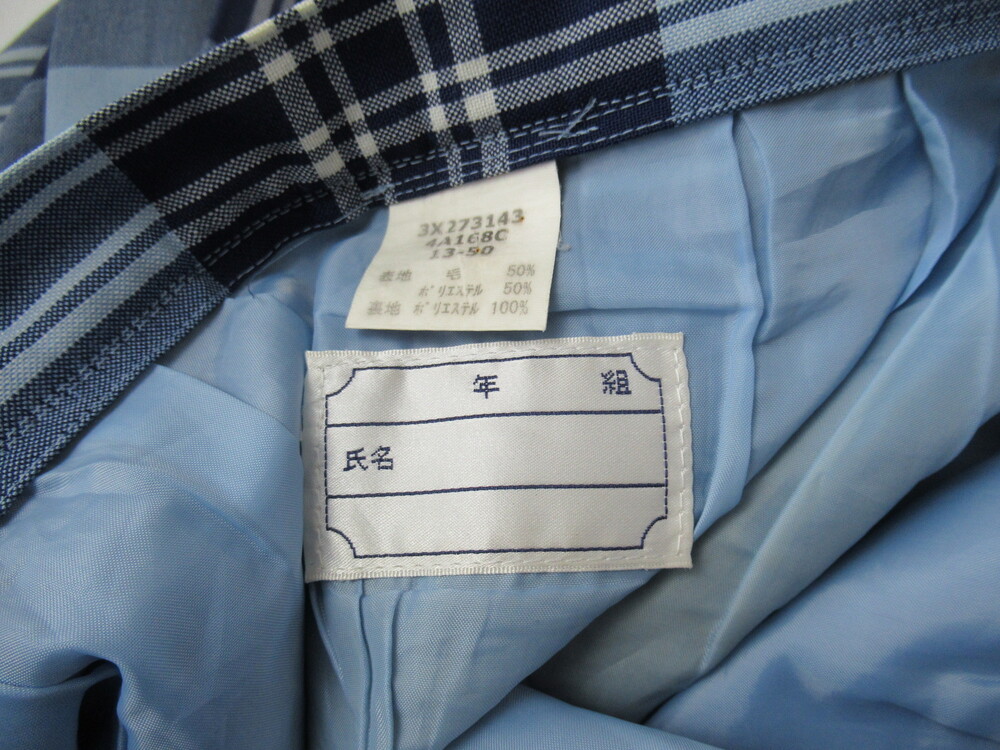 3X273143
4A168C
13-50
表地 毛 50%
ポリエステル 50%
裏地 ポリエステル 100%
年 組
氏名